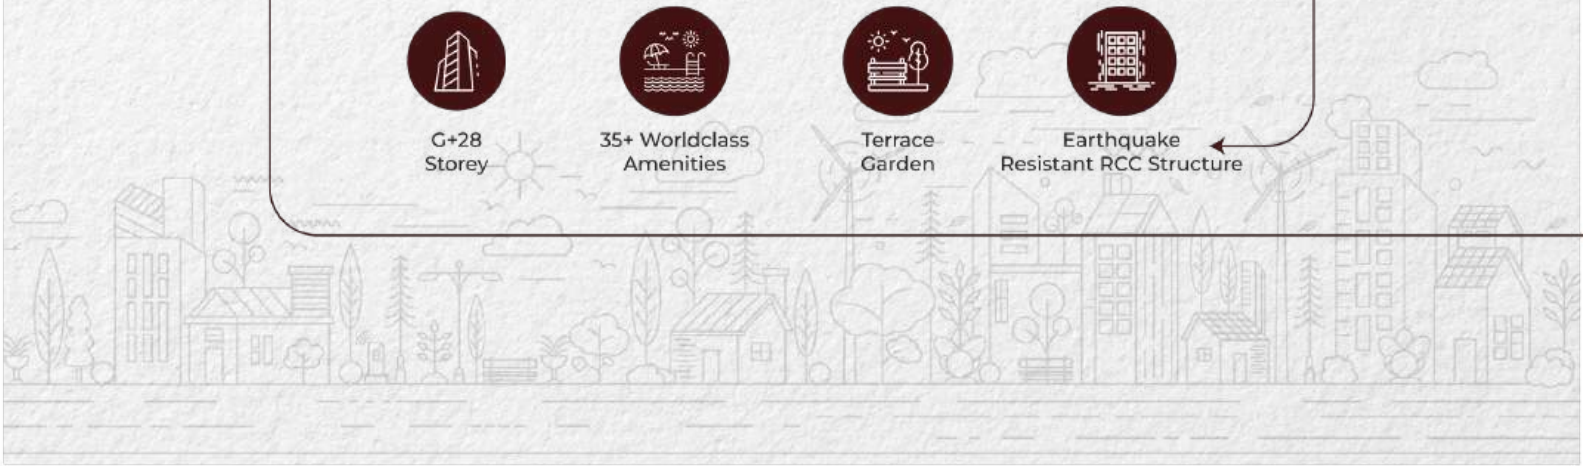 G+28
Storey
35+ Worldclass
Amenities
Terrace
Garden
Earthquake
Resistant RCC Structure